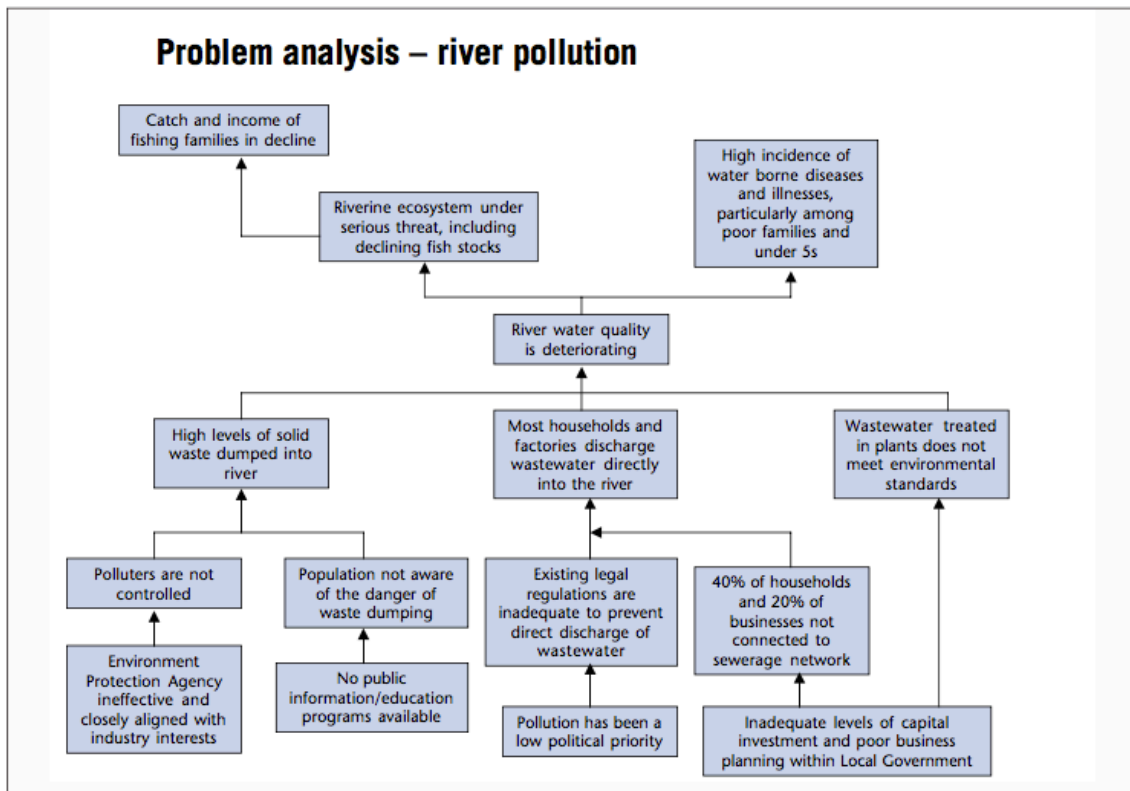 Problem analysis – river pollution
Catch and income of
fishing families in decline
High incidence of
water borne diseases
and illnesses,
particularly among
poor families and
under 5s
Riverine ecosystem under
serious threat, including
declining fish stocks
River water quality
is deteriorating
High levels of solid
waste dumped into
river
Most households and
factories discharge
wastewater directly
into the river
Wastewater treated
in plants does not
meet environmental
standards
Polluters are not
controlled
Population not aware
of the danger of
waste dumping
Existing legal
regulations are
inadequate to prevent
direct discharge of
wastewater
40% of households
and 20% of
businesses not
connected to
sewerage network
Environment
Protection Agency
ineffective and
closely aligned with
industry interests
No public
information/education
programs available
Pollution has been a
low political priority
Inadequate levels of capital
investment and poor business
planning within Local Government